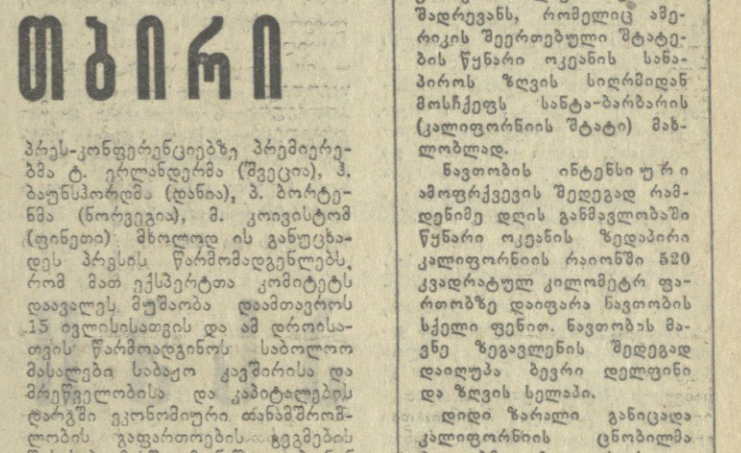 თბირი
პრეს-კონფერენციებზე პრემიერე-
ბმა ტ. ერლანდერმა (შვეცია), ჰ.
ბაუნსჰორდმა (დანია), პ. ბორტე-
ნმა (ნორვეგია), მ. კოივისტომ
(ფინეთი) მხოლოდ ის განუცხა-
დეს პრესის წარმომადგენლებს,
რომ მათ ექსპერტთა კომიტეტს
დაავალეს მუშაობა დაამთავროს
15 ივლისისათვის და ამ დროისა-
თვის წარმოადგინოს საბოლოო
მასალები საბაჟო კავშირისა და
მრეწველობისა და კაპიტალების
დარგში ეკონომიური თანამშრომ-
ლობის გაფართოების გეგმების
შადრევანს, რომელიც ამე-
რიკის შეერთებული შტატე-
ბის წყნარი ოკეანის სანა-
პიროს ზღვის სიღრმიდან
მოსჩქეფს სანტა-ბარბარის
(კალიფორნიის შტატი) მახ-
ლობლად.
ნავთობის ინტენსიური
ამოფრქვევის შედეგად რამ-
დენიმე დღის განმავლობაში
წყნარი ოკეანის ზედაპირი
კალიფორნიის რაიონში 520
კვადრატულ კილომეტრ ფა-
რთობზე დაიფარა ნავთობის
სქელი ფენით. ნავთობის მა-
ვნე ზეგავლენის შედეგად
დაიღუპა ბევრი დელფინი
და ზღვის სელაპი.
დიდი ზარალი განიცადა
კალიფორნიის ცნობილმა